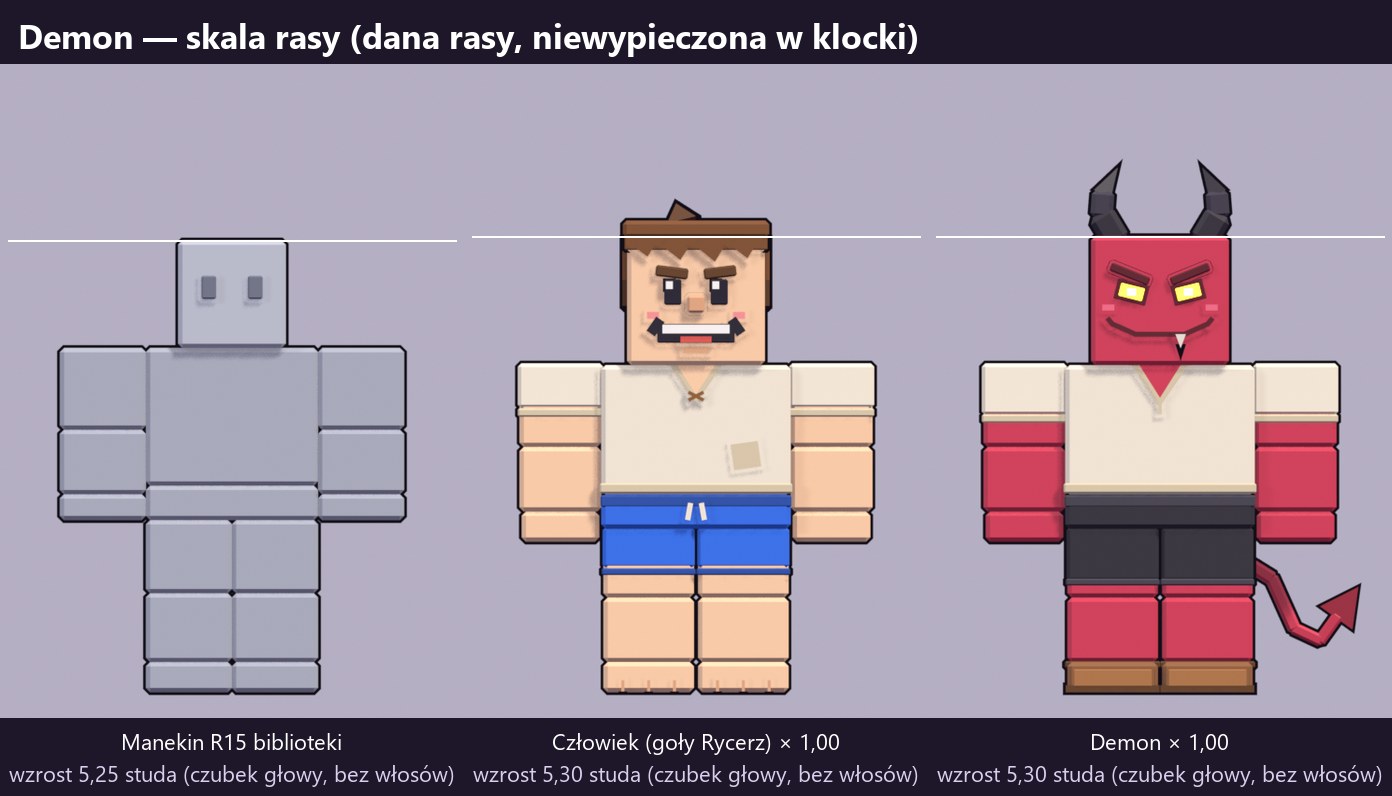 Demon — skala rasy (dana rasy, niewypieczona w klocki)
Manekin R15 biblioteki
wzrost 5,25 studa (czubek głowy, bez włosów)
Człowiek (goły Rycerz) × 1,00
wzrost 5,30 studa (czubek głowy, bez włosów)
Demon × 1,00
wzrost 5,30 studa (czubek głowy, bez włosów)